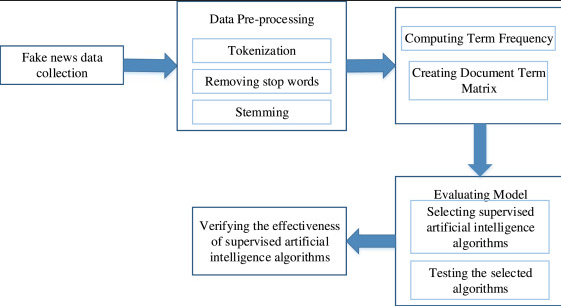 Fake news data
collection
Data Pre-processing
Tokenization
Removing stop words
Stemming
Computing Term Frequency
Creating Document Term
Matrix
Evaluating Model
Selecting supervised
artificial intelligence
algorithms
Testing the selected
algorithms
Verifying the effectiveness
of supervised artificial
intelligence algorithms